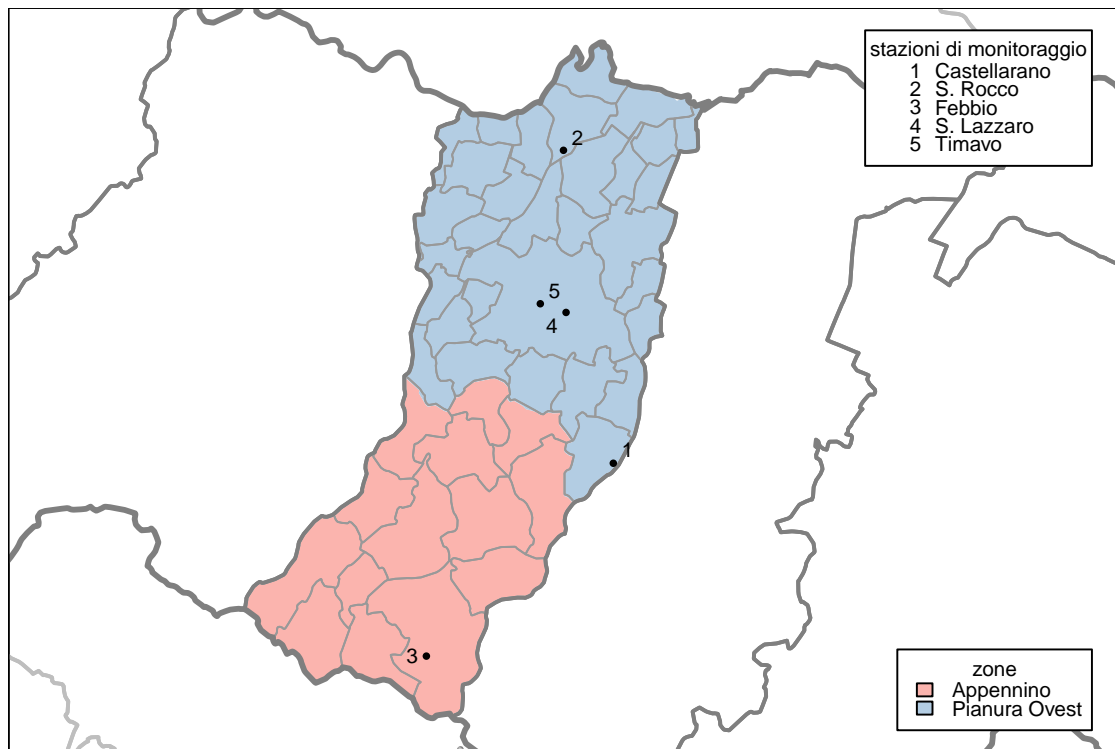 stazioni di monitoraggio
1 Castellarano
2 S. Rocco
3 Febbio
4 S. Lazzaro
5 Timavo
2
5
4
1
3
zone
Appennino
Pianura Ovest